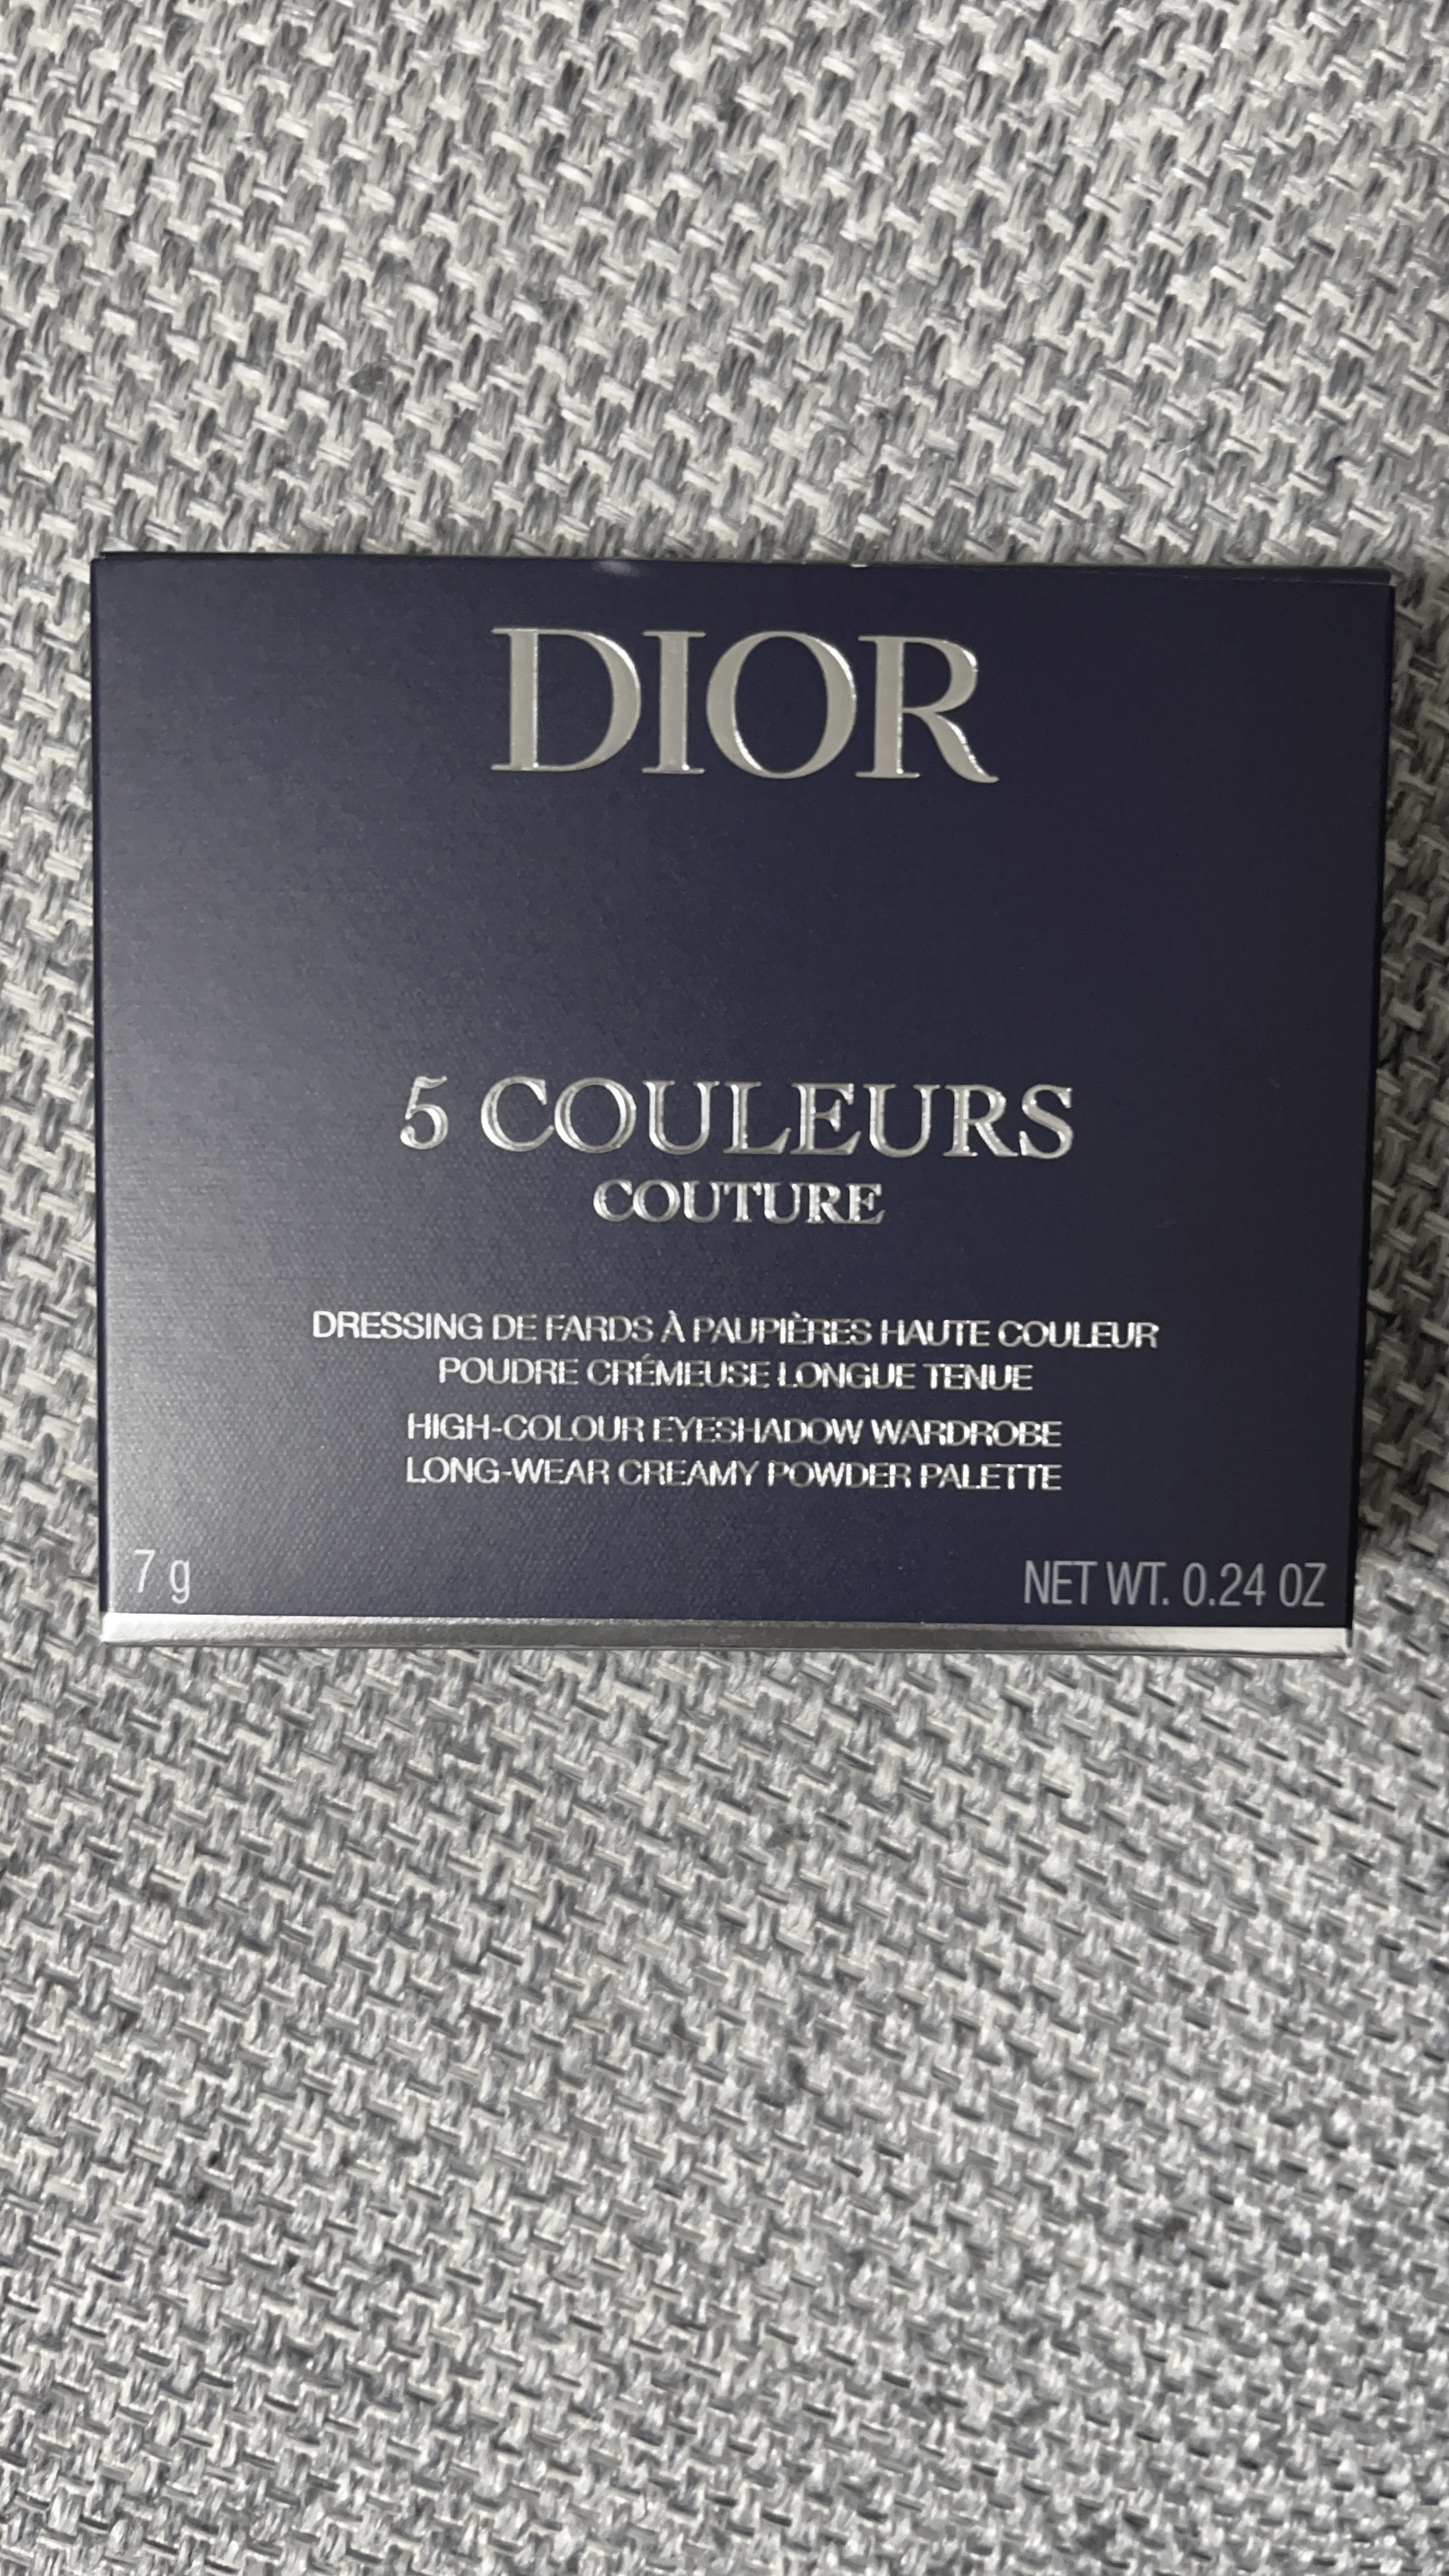 DIOR
5 COULEURS
COUTURE
DRESSING DE FARDS À PAUPIÈRES HAUTE COULEUR
POUDRE CRÉMEUSE LONGUE TENUE
HIGH-COLOUR EYESHADOW WARDROBE
LONG-WEAR CREAMY POWDER PALETTE
7 g NET WT. 0.24 OZ